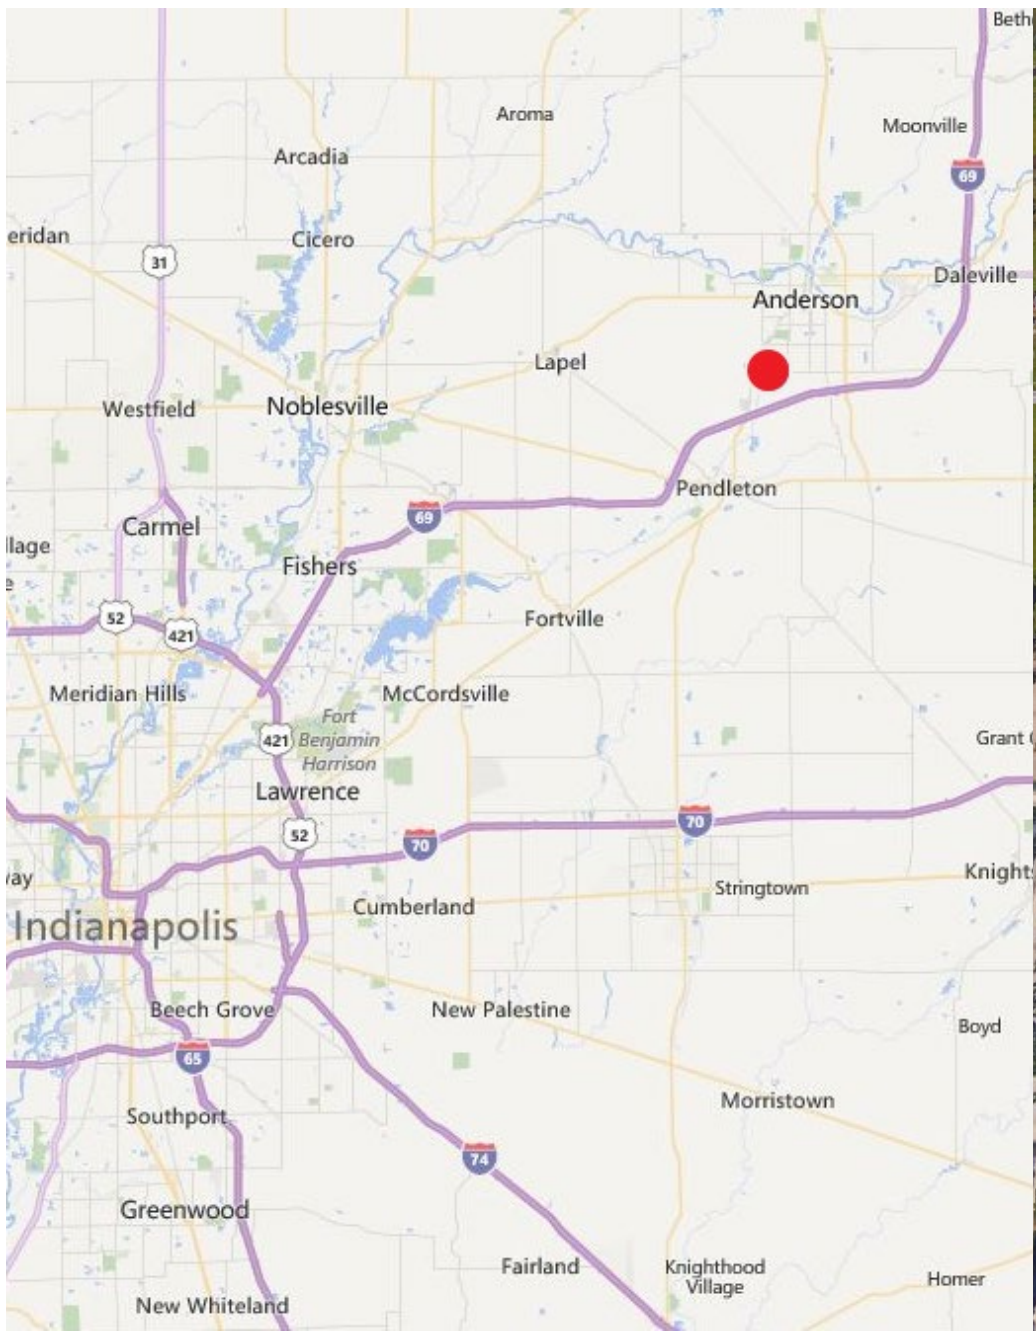 Beth
Moonville
Aroma
Arcadia
69
eridan
Cicero
31
Daleville
Anderson
Lapel
Westfield
Noblesville
Pendleton
69
Carmel
llage
Fishers
e
52
421
Fortville
Meridian Hills
McCordsville
Fort
Benjamin
Harrison
421
Grant
Lawrence
52
70
70
Knights
way
Stringtown
Cumberland
Indianapolis
Beech Grove
New Palestine
Boyd
65
Morristown
Southport
74
Greenwood
Fairland
Knighthood
Village
Homer
New Whiteland